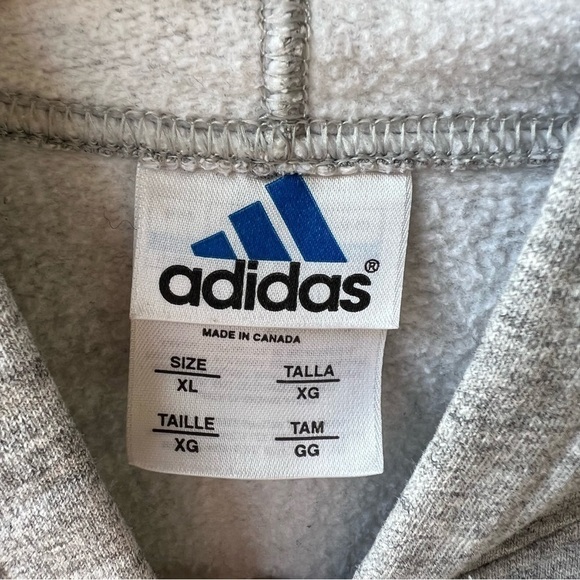 adidas®
MADE IN CANADA
SIZE TALLA
XL XG
TAILLE TAM
XG GG